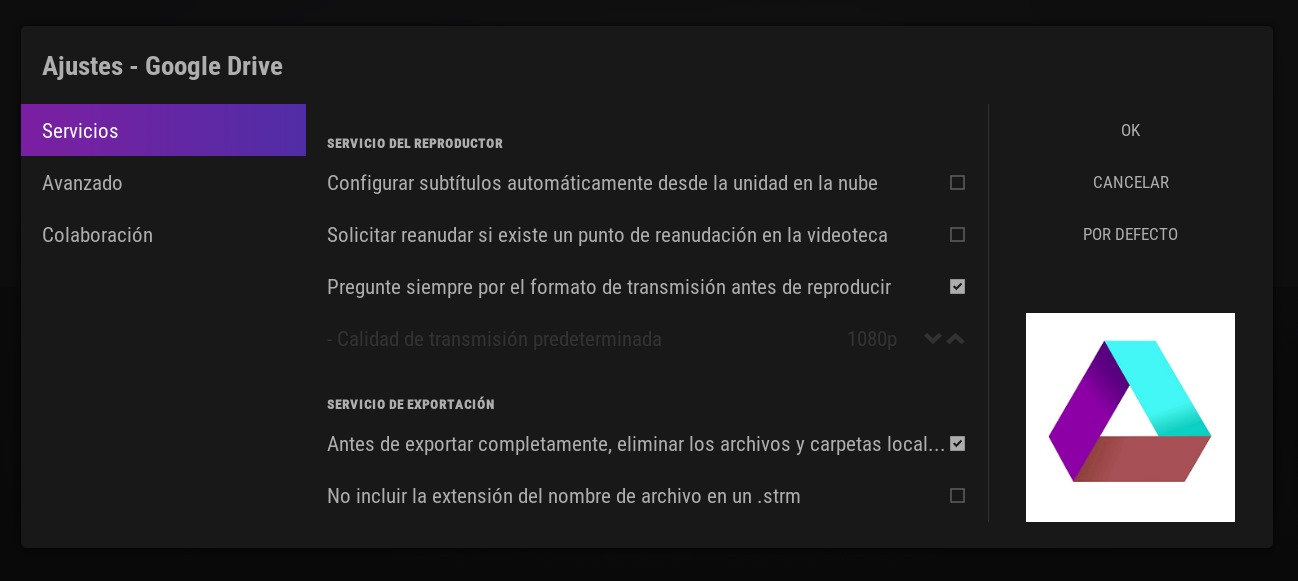 Ajustes - Google Drive
Servicios
Avanzado
Colaboración
SERVICIO DEL REPRODUCTOR
Configurar subtítulos automáticamente desde la unidad en la nube
Solicitar reanudar si existe un punto de reanudación en la videoteca
Pregunte siempre por el formato de transmisión antes de reproducir
- Calidad de transmisión predeterminada 1080p
SERVICIO DE EXPORTACIÓN
Antes de exportar completamente, eliminar los archivos y carpetas local...
No incluir la extensión del nombre de archivo en un .strm
OK
CANCELAR
POR DEFECTO